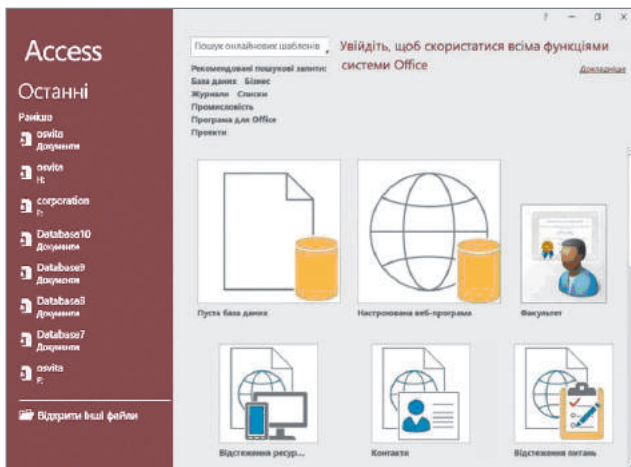 Access
Останні
Раніше
osvita
Документи
osvita
H:
corporation
F:
Database10
Документи
Database9
Документи
Database8
Документи
Database7
Документи
osvita
F:
Відкрити інші файли
?
Пошук онлайнових шаблонів
Увійдіть, щоб скористатися всіма функціями
системи Office
Докладніше
Рекомендовані пошукові запити:
База даних Бізнес
Журнали Списки
Промисловість
Програма для Office
Проекти
Пуста база даних
Настроювана веб-програма
Факультет
Відстеження ресур...
Контакти
Відстеження питань